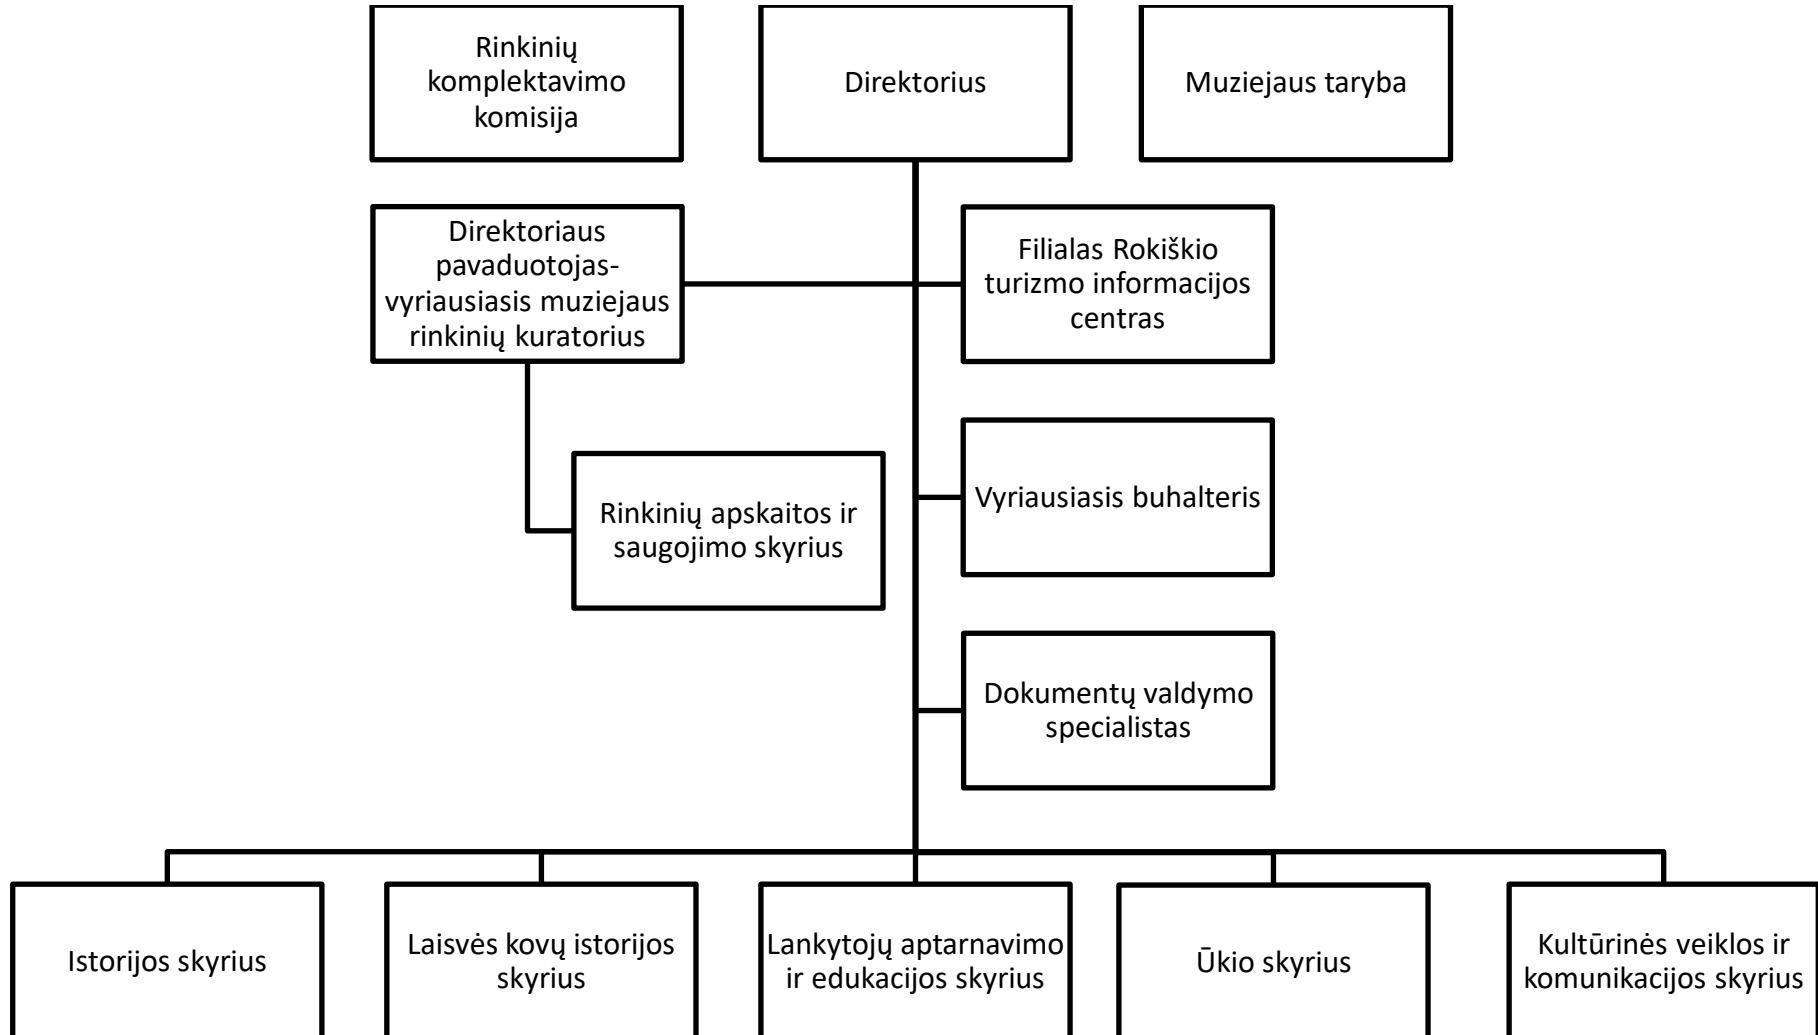 Rinkinių
komplektavimo
komisija
Direktorius
Muziejaus taryba
Direktoriaus
pavaduotojas-
vyriausiasis muziejaus
rinkinių kuratorius
Filialas Rokiškio
turizmo informacijos
centras
Vyriausiasis buhalteris
Rinkinių apskaitos ir
saugojimo skyrius
Dokumentų valdymo
specialistas
Istorijos skyrius
Laisvės kovų istorijos
skyrius
Lankytojų aptarnavimo
ir edukacijos skyrius
Ūkio skyrius
Kultūrinės veiklos ir
komunikacijos skyrius